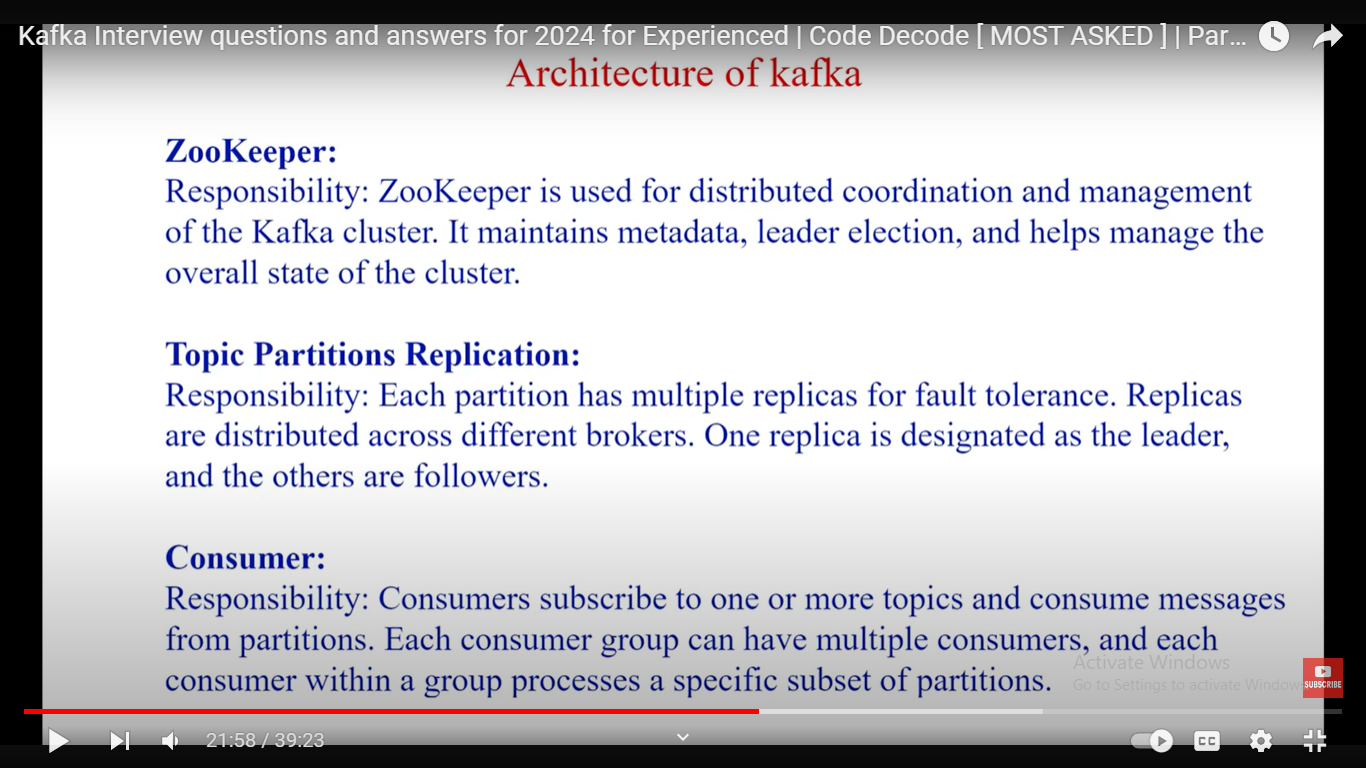 Kafka Interview questions and answers for 2024 for Experienced | Code Decode [ MOST ASKED ] | Par...
Architecture of kafka
ZooKeeper:
Responsibility: ZooKeeper is used for distributed coordination and management
of the Kafka cluster. It maintains metadata, leader election, and helps manage the
overall state of the cluster.
Topic Partitions Replication:
Responsibility: Each partition has multiple replicas for fault tolerance. Replicas
are distributed across different brokers. One replica is designated as the leader,
and the others are followers.
Consumer:
Responsibility: Consumers subscribe to one or more topics and consume messages
from partitions. Each consumer group can have multiple consumers, and each
consumer within a group processes a specific subset of partitions.
Activate Windows
Go to Settings to activate Windows
SUBSCRIBE
21:58 / 39:23
CC